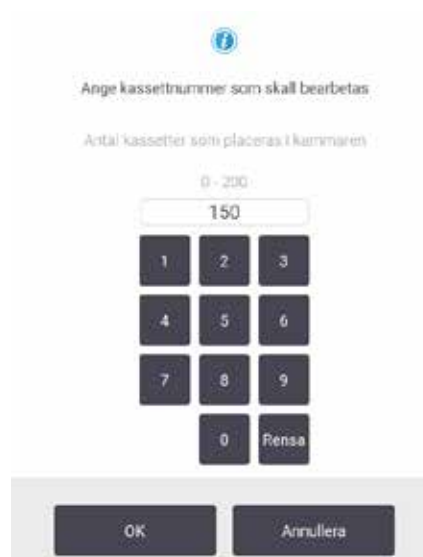 i
Ange kassettnummer som skall bearbetas
Antal kassetter som placeras i kammaren
0 - 200
150
1 2 3
4 5 6
7 8 9
0 Rensa
OK Annullera